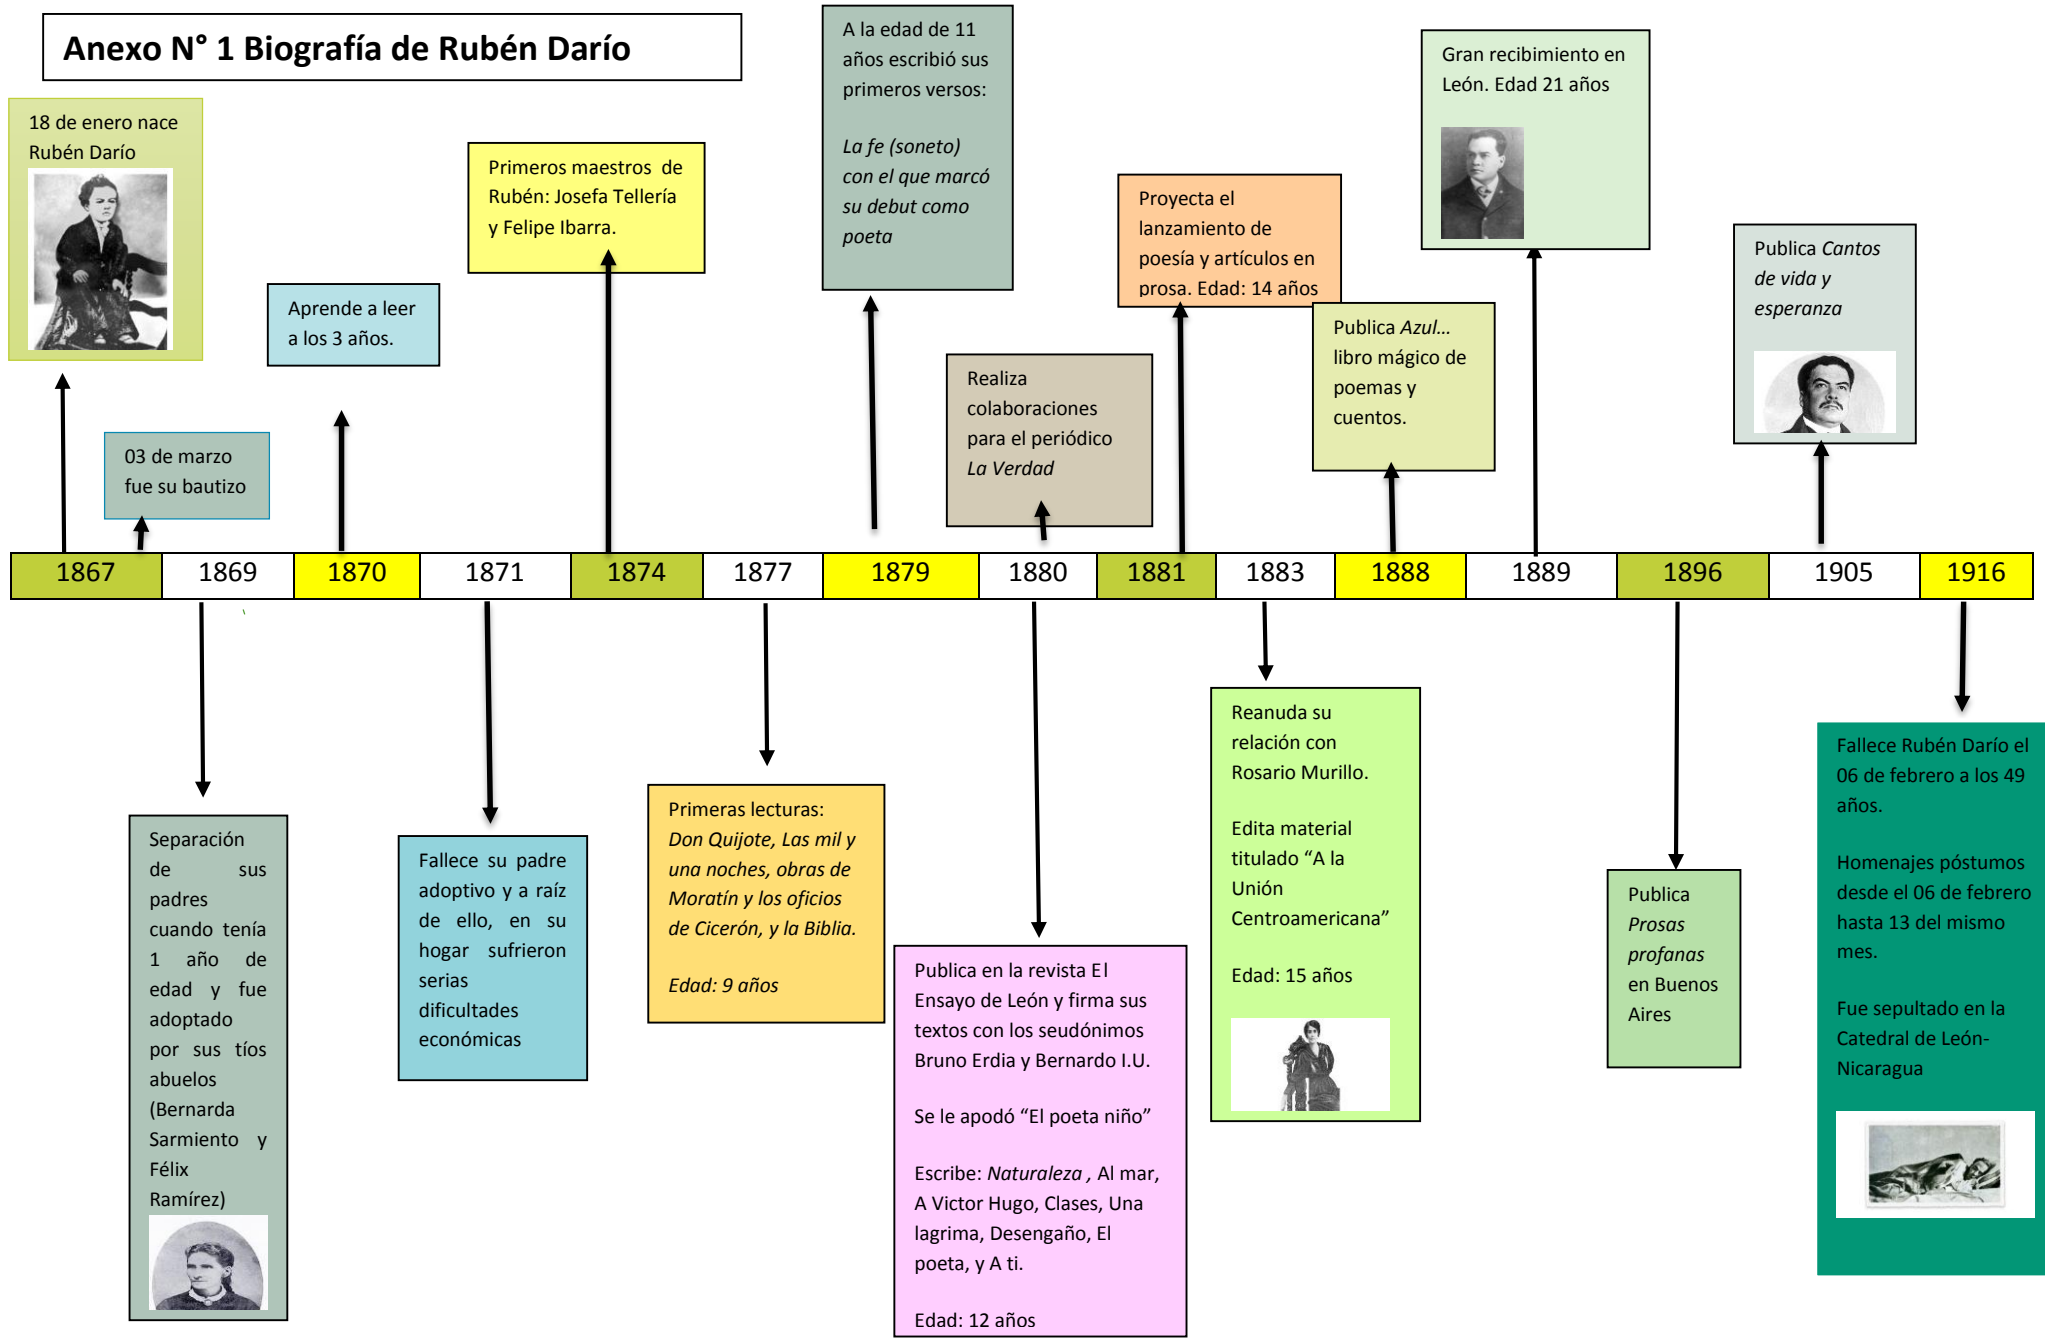 Anexo N° 1 Biografía de Rubén Darío
18 de enero nace
Rubén Darío
03 de marzo
fue su bautizo
Aprende a leer
a los 3 años.
Primeros maestros de
Rubén: Josefa Tellería
y Felipe Ibarra.
A la edad de 11
años escribió sus
primeros versos:
La fe (soneto)
con el que marcó
su debut como
poeta
Realiza
colaboraciones
para el periódico
La Verdad
Proyecta el
lanzamiento de
poesía y artículos en
prosa. Edad: 14 años
Publica Azul...
libro mágico de
poemas y
cuentos.
Gran recibimiento en
León. Edad 21 años
Publica Cantos
de vida y
esperanza
1867 1869 1870 1871 1874 1877 1879 1880 1881 1883 1888 1889 1896 1905 1916
Separación
de sus
padres
cuando tenía
1 año de
edad y fue
adoptado
por sus tíos
abuelos
(Bernarda
Sarmiento y
Félix
Ramírez)
Fallece su padre
adoptivo y a raíz
de ello, en su
hogar sufrieron
serias
dificultades
económicas
Primeras lecturas:
Don Quijote, Las mil y
una noches, obras de
Moratín y los oficios
de Cicerón, y la Biblia.
Edad: 9 años
Publica en la revista El
Ensayo de León y firma sus
textos con los seudónimos
Bruno Erdia y Bernardo I.U.
Se le apodó “El poeta niño”
Escribe: Naturaleza , Al mar,
A Victor Hugo, Clases, Una
lagrima, Desengaño, El
poeta, y A ti.
Edad: 12 años
Reanuda su
relación con
Rosario Murillo.
Edita material
titulado “A la
Unión
Centroamericana”
Edad: 15 años
Publica
Prosas
profanas
en Buenos
Aires
Fallece Rubén Darío el
06 de febrero a los 49
años.
Homenajes póstumos
desde el 06 de febrero
hasta 13 del mismo
mes.
Fue sepultado en la
Catedral de León-
Nicaragua